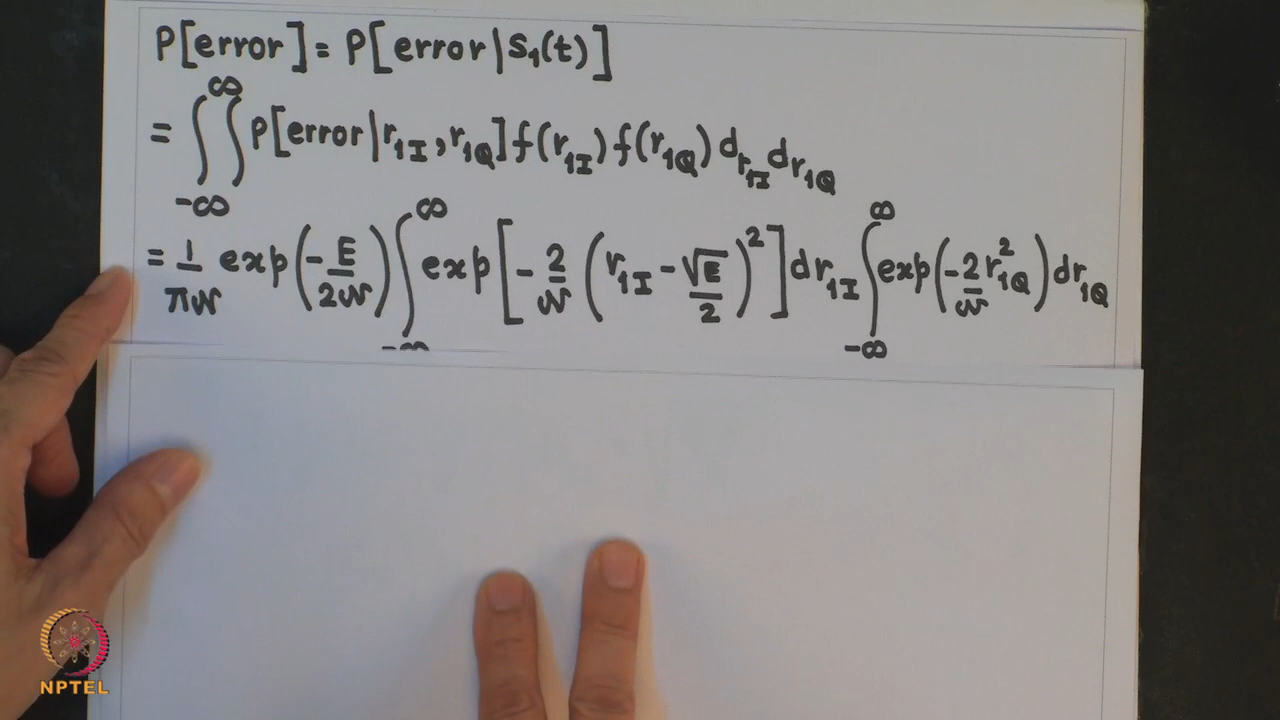 P[error] = P[error|S₁(t)]
= ∫∫_{-∞}^{∞} P[error|r₁I, r₁Q] f(r₁I) f(r₁Q) dr₁I dr₁Q
= 1/(πN) exp(-E/(2N)) ∫_{-∞}^{∞} exp[-2/N (r₁I - √E/2)²] dr₁I ∫_{-∞}^{∞} exp(-2/N r₁Q²) dr₁Q
NPTEL